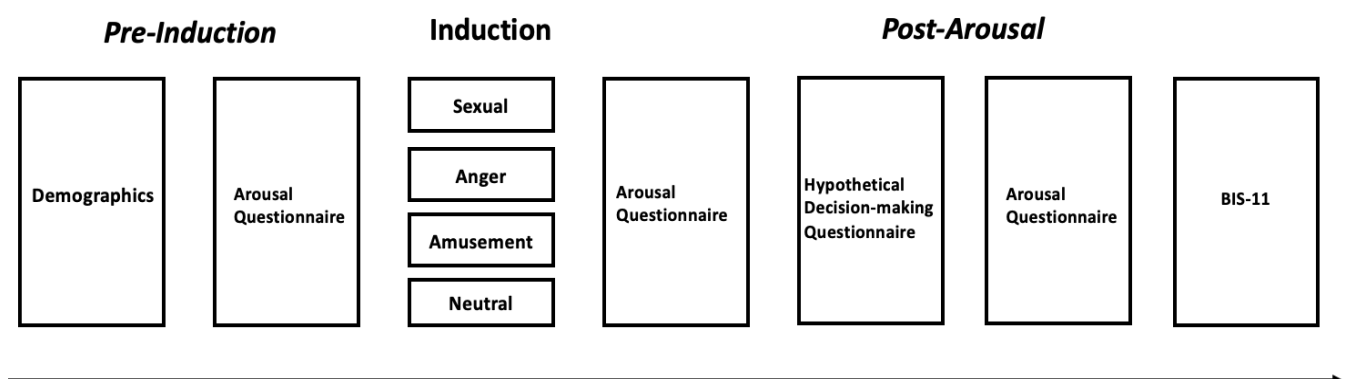 Pre-Induction
Induction
Post-Arousal
Demographics
Arousal
Questionnaire
Sexual
Anger
Amusement
Neutral
Arousal
Questionnaire
Hypothetical
Decision-making
Questionnaire
Arousal
Questionnaire
BIS-11